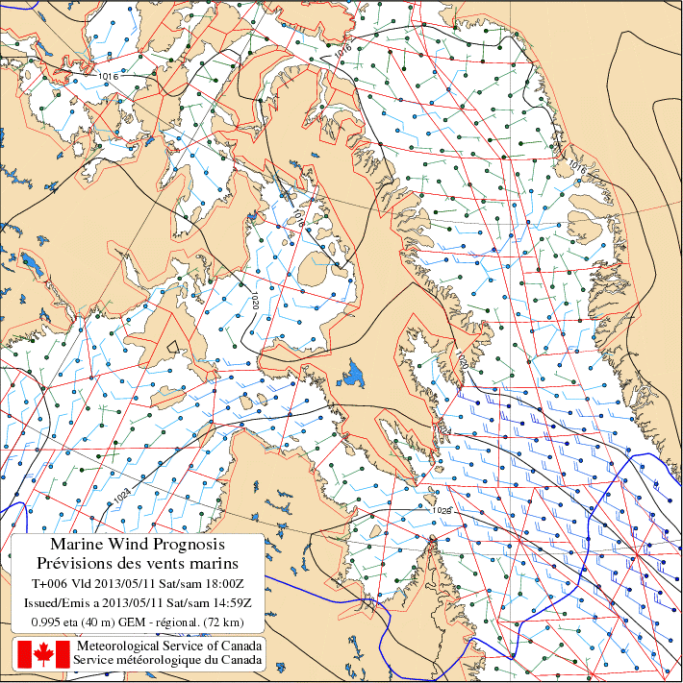 1016
1016
1016
1016
1020
1020
1024
1024
1026
Marine Wind Prognosis
Prévisions des vents marins
T+006 Vld 2013/05/11 Sat/sam 18:00Z
Issued/Emis a 2013/05/11 Sat/sam 14:59Z
0.995 eta (40 m) GEM - régional. (72 km)
Meteorological Service of Canada
Service météorologique du Canada